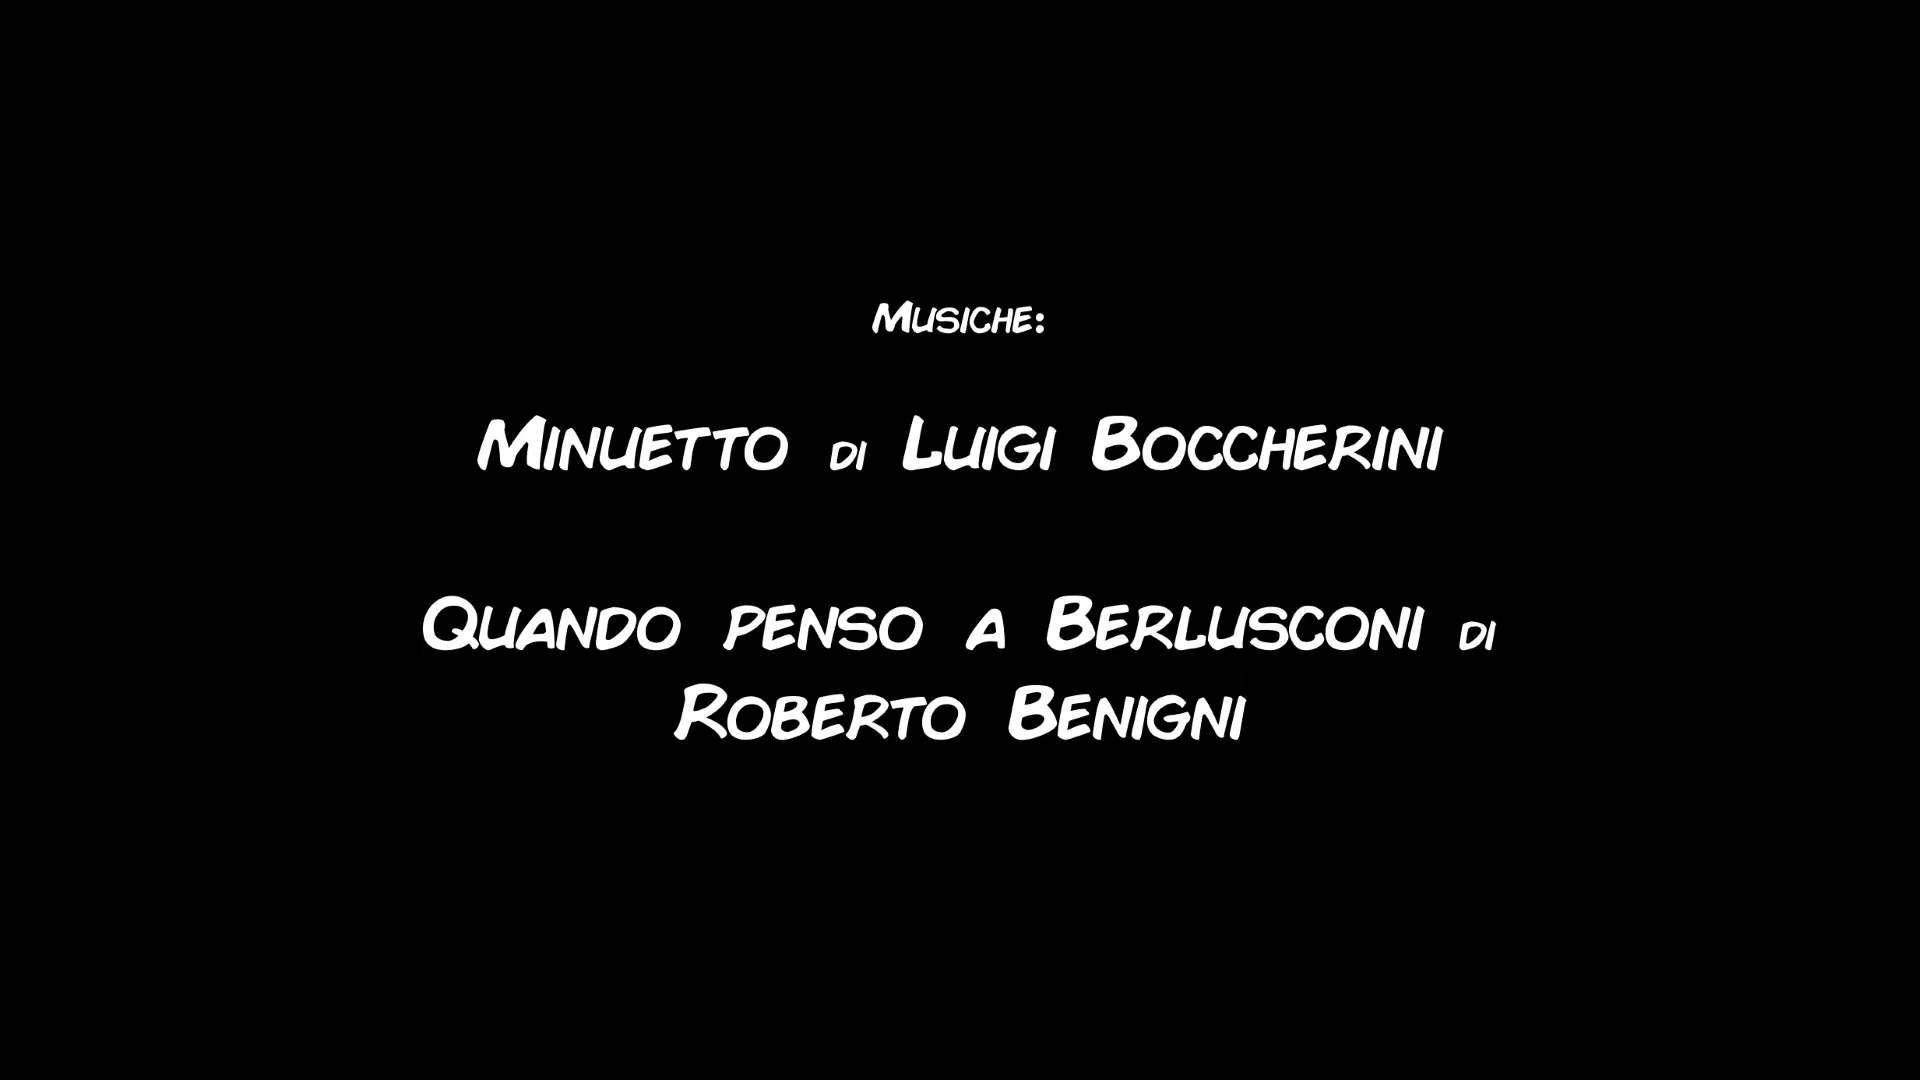 Musiche:
Minuetto di Luigi Boccherini
Quando penso a Berlusconi di
Roberto Benigni